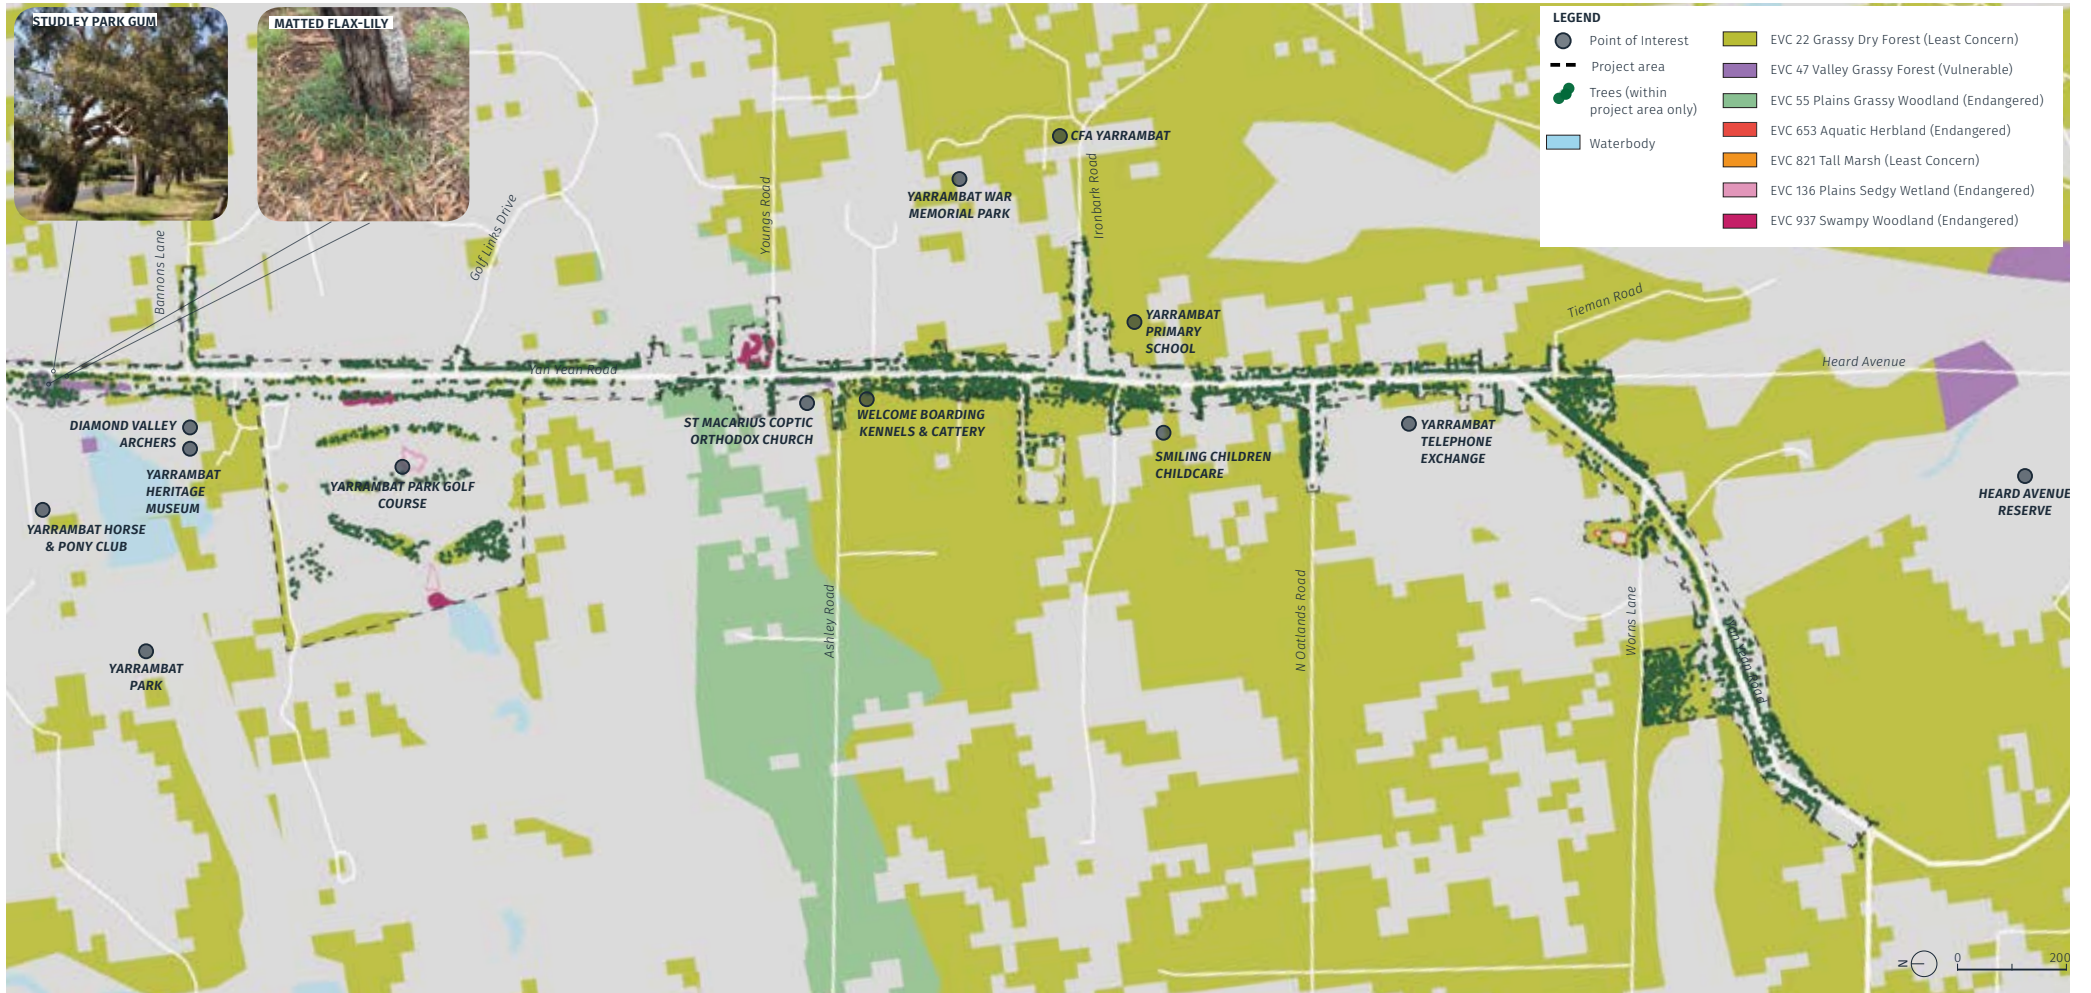 STUDLEY PARK GUM
MATTED FLAX-LILY
LEGEND
Point of Interest
Project area
Trees (within
project area only)
Waterbody
EVC 22 Grassy Dry Forest (Least Concern)
EVC 47 Valley Grassy Forest (Vulnerable)
EVC 55 Plains Grassy Woodland (Endangered)
EVC 653 Aquatic Herbland (Endangered)
EVC 821 Tall Marsh (Least Concern)
EVC 136 Plains Sedgy Wetland (Endangered)
EVC 937 Swampy Woodland (Endangered)
CFA YARRAMBAT
YARRAMBAT WAR
MEMORIAL PARK
Bannons Lane
Golf Links Drive
Youngs Road
Ironbark Road
YARRAMBAT
PRIMARY
SCHOOL
Tieman Road
Heard Avenue
Yan Yean Road
DIAMOND VALLEY
ARCHERS
YARRAMBAT
HERITAGE
MUSEUM
YARRAMBAT HORSE
& PONY CLUB
YARRAMBAT PARK GOLF
COURSE
ST MACARIUS COPTIC
ORTHODOX CHURCH
WELCOME BOARDING
KENNELS & CATTERY
SMILING CHILDREN
CHILDCARE
YARRAMBAT
TELEPHONE
EXCHANGE
HEARD AVENUE
RESERVE
YARRAMBAT
PARK
Ashley Road
N Oatlands Road
Worns Lane
Yan Yean Road
N
0
200